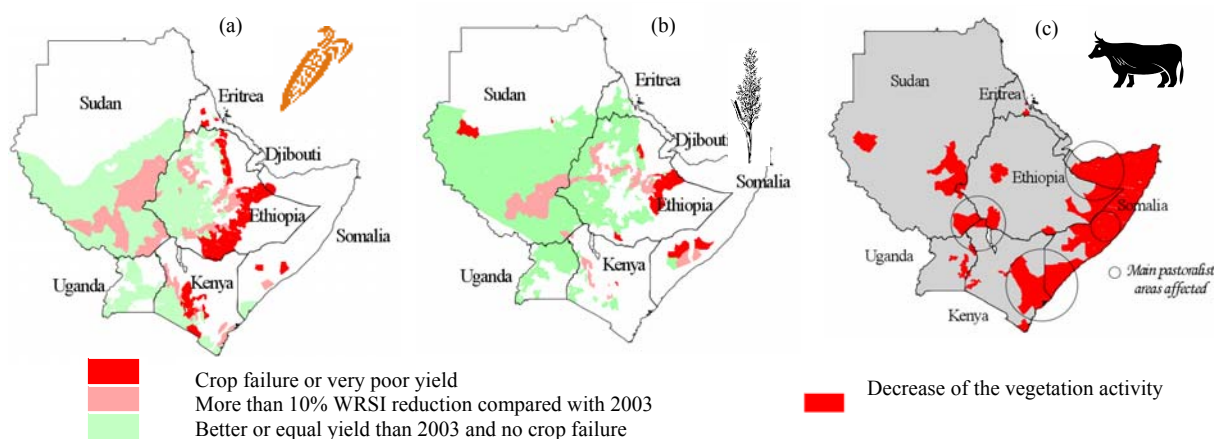 (a)
Sudan
Eritrea
Djibouti
Ethiopia
Somalia
Uganda
Kenya
(b)
Sudan
Eritrea
Djibouti
Somalia
Ethiopia
Uganda
Kenya
(c)
Sudan
Eritrea
Ethiopia
Somalia
Uganda
Kenya
Main pastoralist
areas affected
Crop failure or very poor yield
More than 10% WRSI reduction compared with 2003
Better or equal yield than 2003 and no crop failure
Decrease of the vegetation activity